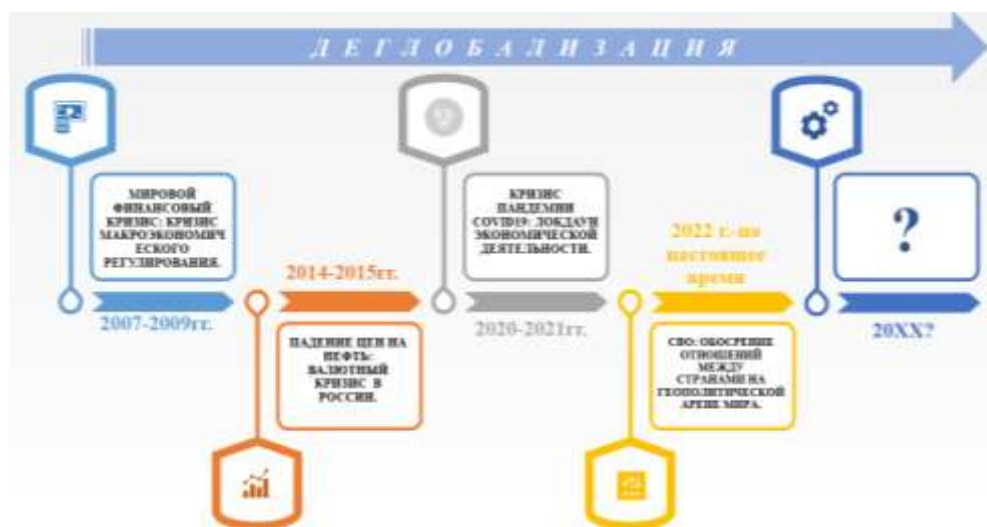 ДЕГЛОБАЛИЗАЦИЯ
МИРОВОЙ
ФИНАНСОВЫЙ
КРИЗИС: КРИЗИС
МАКРОЭКОНОМИЧ
ЕСКОГО
РЕГУЛИРОВАНИЯ.
2007-2009гг.
2014-2015гг.
ПАДЕНИЕ ЦЕН НА
НЕФТЬ:
ВАЛЮТНЫЙ
КРИЗИС В
РОССИИ.
КРИЗИС
ПАНДЕМИИ
COVID19: ЛОКДАУН
ЭКОНОМИЧЕСКОЙ
ДЕЯТЕЛЬНОСТИ.
2020-2021гг.
2022 г.-по
настоящее
время
СВО: ОБОСРЕНИЕ
ОТНОШЕНИЙ
МЕЖДУ
СТРАНАМИ НА
ГЕОПОЛИТИЧЕСКОЙ
АРЕНЕ МИРА.
?
20XX?